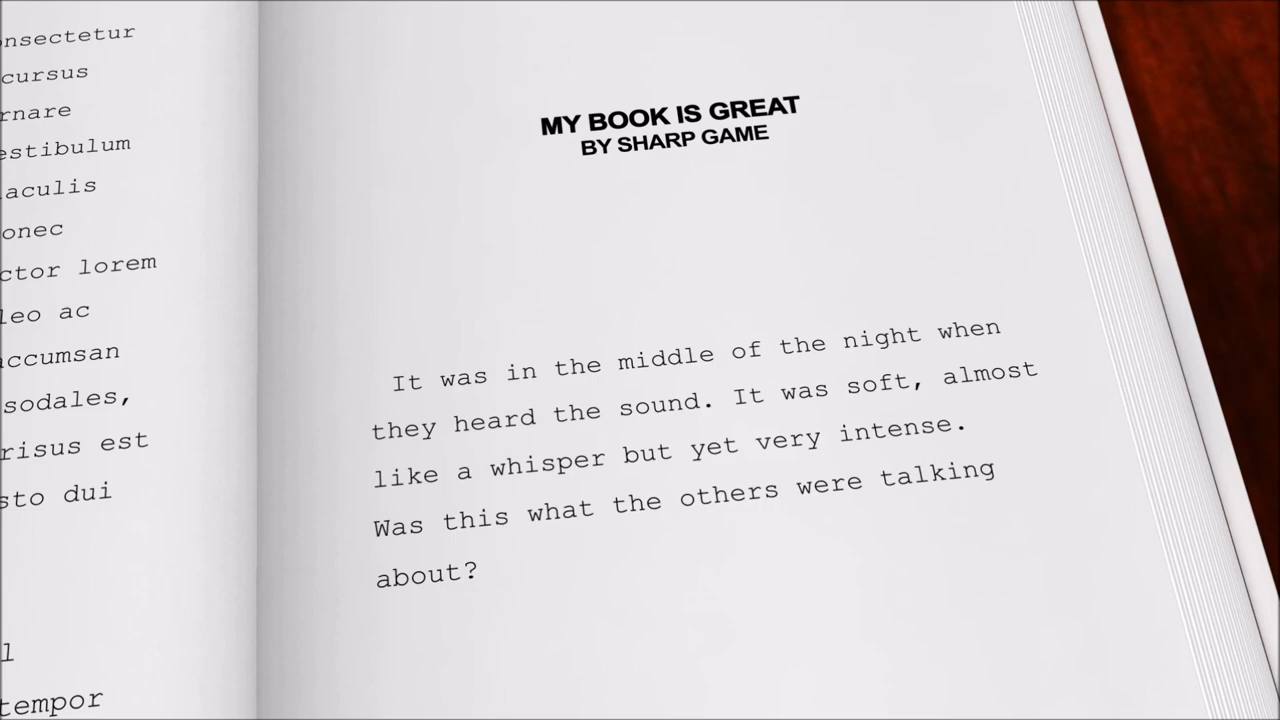 onsectetur
cursus
rnare
estibulum
iaculis
onec
ctor lorem
leo ac
accumsan
sodales,
risus est
sto dui
l
tempor
MY BOOK IS GREAT
BY SHARP GAME
It was in the middle of the night when
they heard the sound. It was soft, almost
like a whisper but yet very intense.
Was this what the others were talking
about?